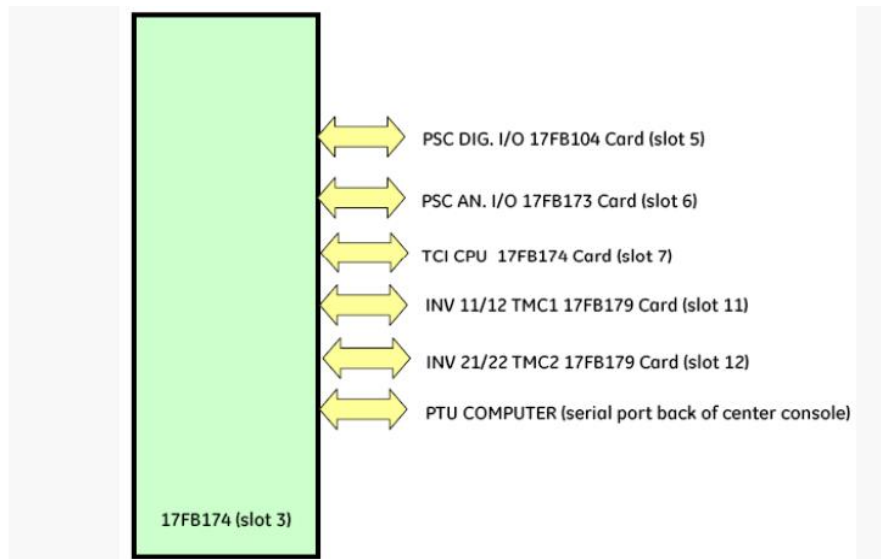 PSC DIG. I/O 17FB104 Card (slot 5)
PSC AN. I/O 17FB173 Card (slot 6)
TCI CPU 17FB174 Card (slot 7)
INV 11/12 TMC1 17FB179 Card (slot 11)
INV 21/22 TMC2 17FB179 Card (slot 12)
PTU COMPUTER (serial port back of center console)
17FB174 (slot 3)